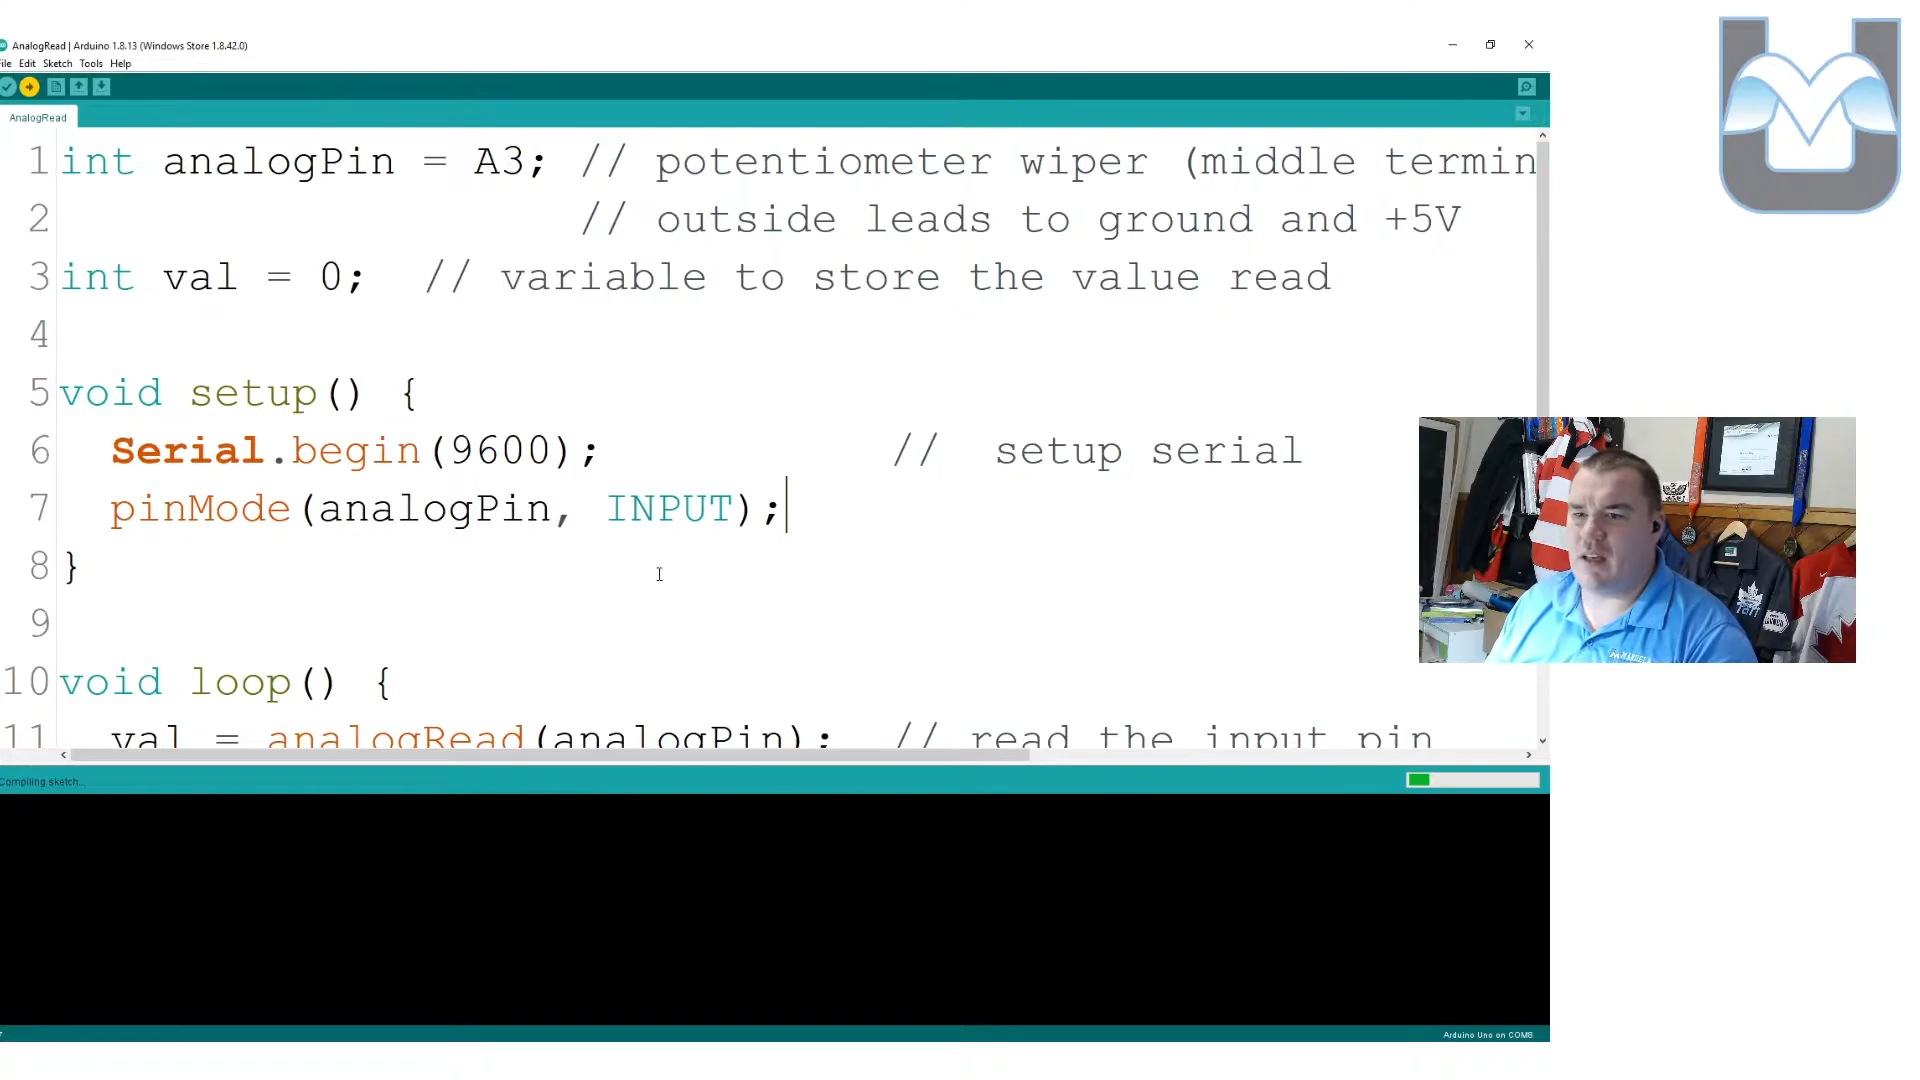 AnalogRead | Arduino 1.8.13 (Windows Store 1.8.42.0)
File Edit Sketch Tools Help
AnalogRead
1 int analogPin = A3; // potentiometer wiper (middle termin
2 // outside leads to ground and +5V
3 int val = 0; // variable to store the value read
4
5 void setup() {
6 Serial.begin(9600); // setup serial
7 pinMode(analogPin, INPUT);
8 }
9
10 void loop() {
11 val = analogRead(analogPin); // read the input pin
Compiling sketch...
Arduino Uno on COM8